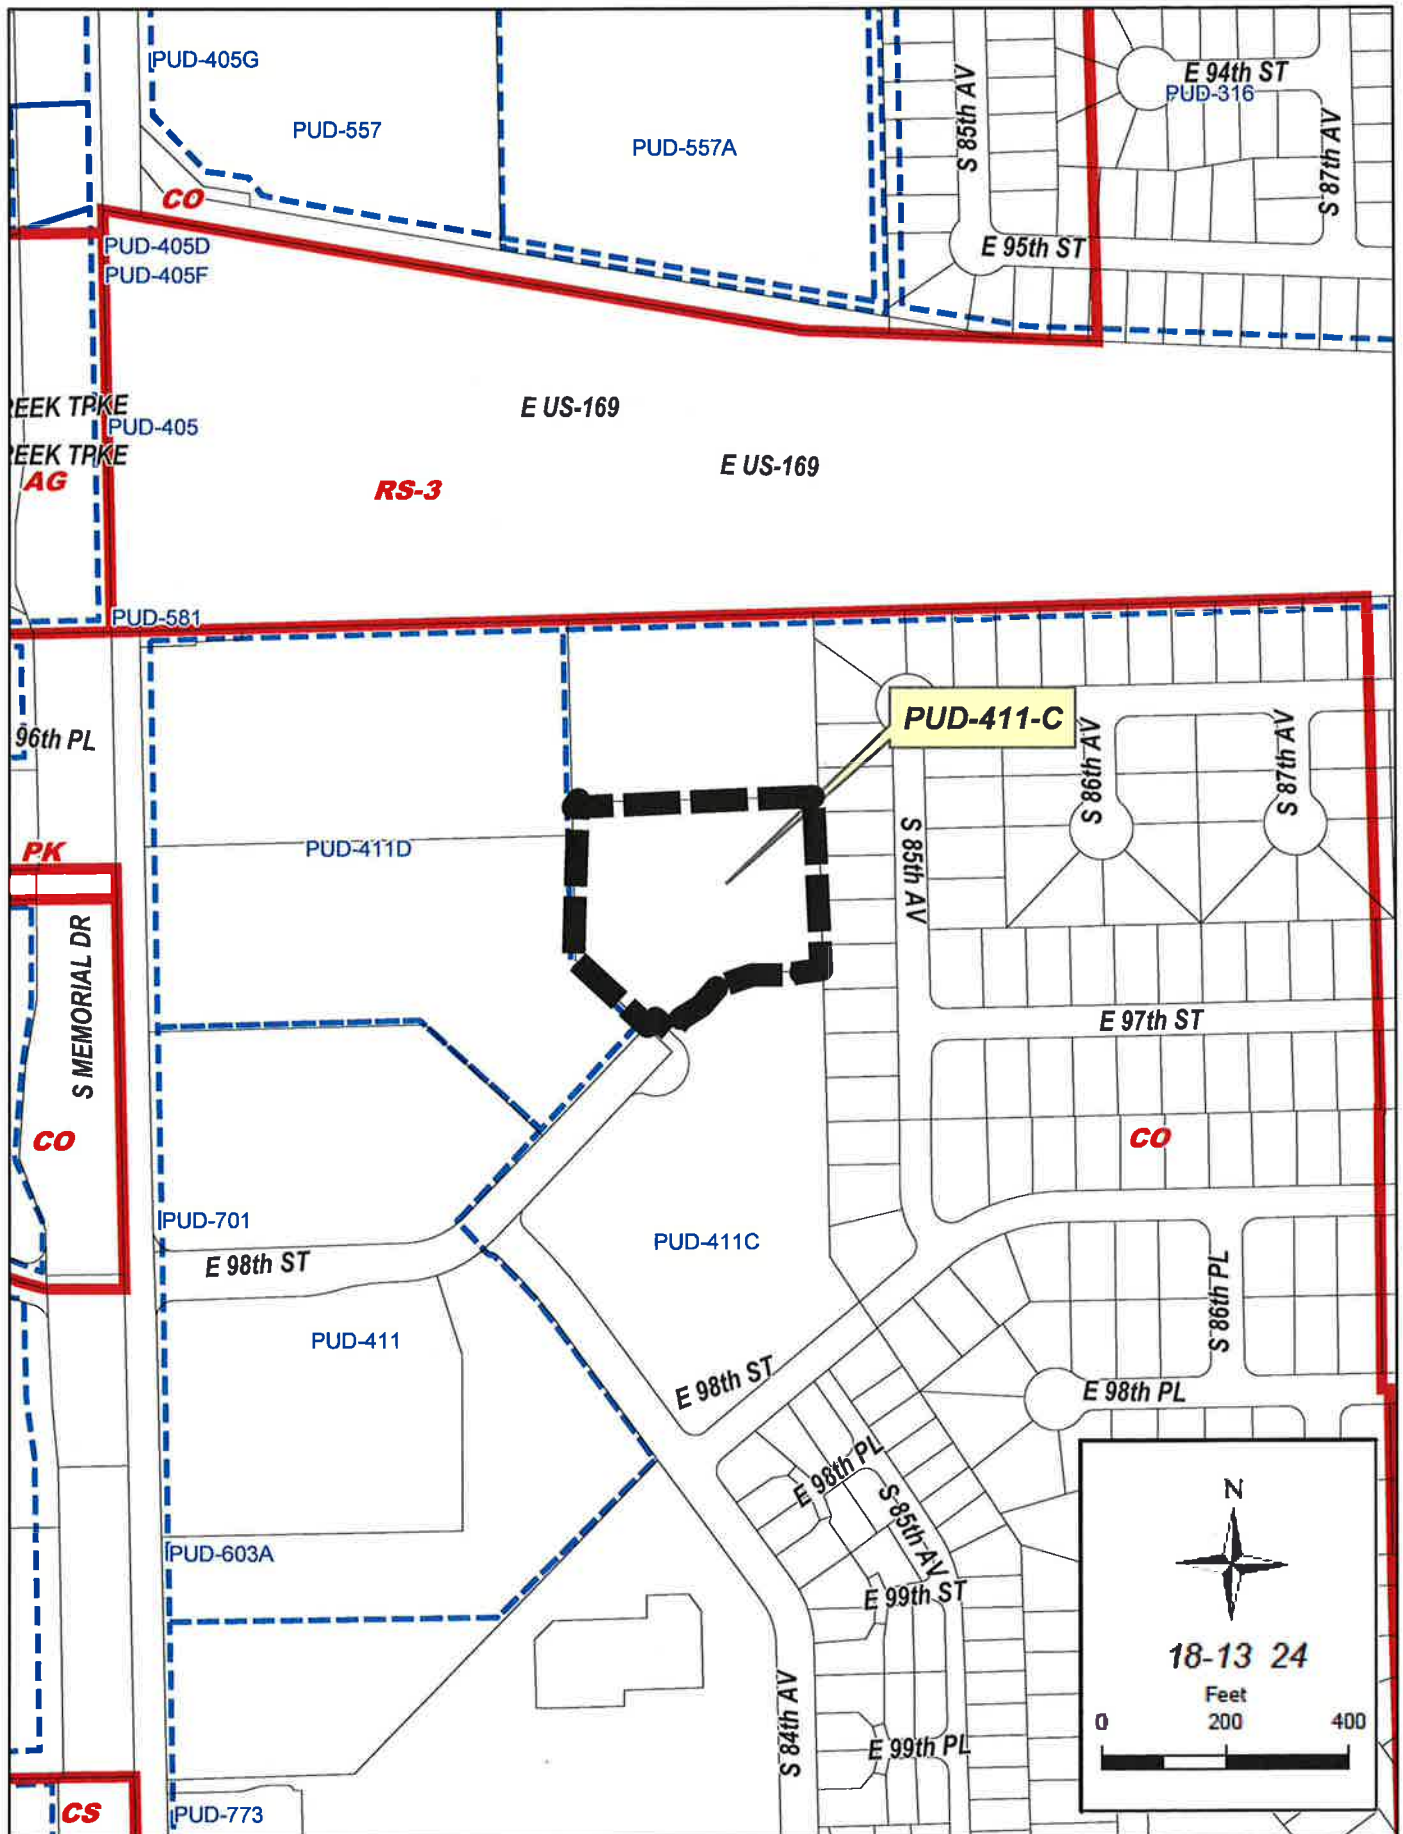 PUD-405G
E 94th ST
PUD-316
S 85th AV
PUD-557
PUD-557A
S 87th AV
CO
PUD-405D
E 95th ST
PUD-405F
REEK TPKE
E US-169
PUD-405
REEK TPKE
E US-169
AG
RS-3
PUD-581
PUD-411-C
96th PL
S 86th AV
S 87th AV
PK
PUD-411D
S 85th AV
S MEMORIAL DR
E 97th ST
CO
CO
PUD-701
PUD-411C
E 98th ST
S 86th PL
PUD-411
E 98th ST
E 98th PL
E 98th PL
S 85th AV
N
PUD-603A
E 99th ST
18-13 24
Feet
0 200 400
S 84th AV
E 99th PL
CS
PUD-773